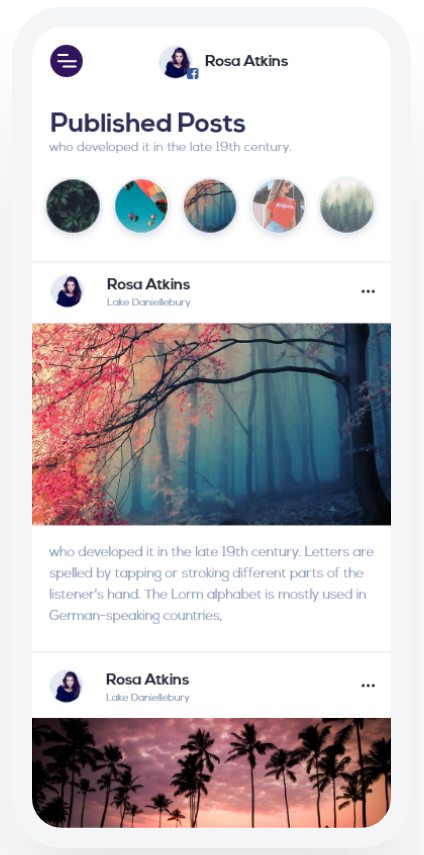 Rosa Atkins
Published Posts
who developed it in the late 19th century.
Rosa Atkins
Lake Daniellebury
who developed it in the late 19th century. Letters are
spelled by tapping or stroking different parts of the
listener's hand. The Lorm alphabet is mostly used in
German-speaking countries,
Rosa Atkins
Lake Daniellebury